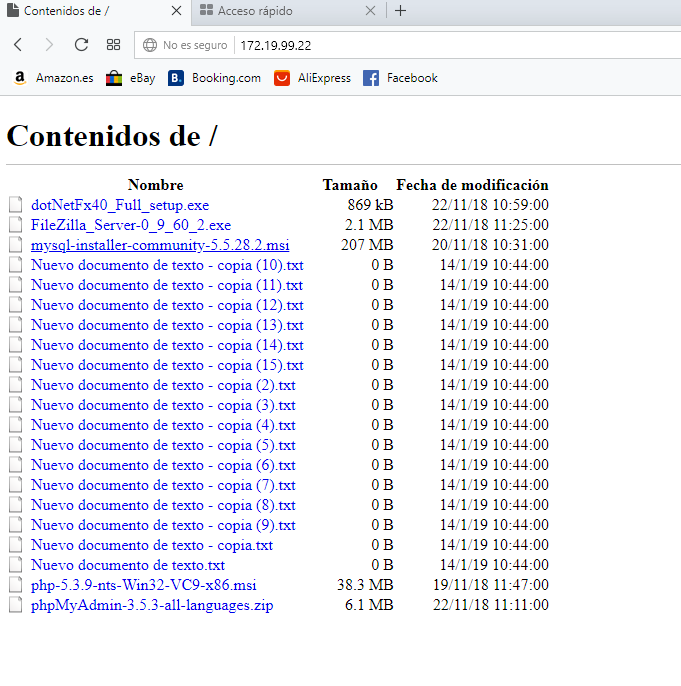 Contenidos de /
Acceso rápido
No es seguro 172.19.99.22
Amazon.es eBay Booking.com AliExpress Facebook
Contenidos de /
Nombre Tamaño Fecha de modificación
dotNetFx40_Full_setup.exe 869 kB 22/11/18 10:59:00
FileZilla_Server-0_9_60_2.exe 2.1 MB 22/11/18 11:25:00
mysql-installer-community-5.5.28.2.msi 207 MB 20/11/18 10:31:00
Nuevo documento de texto - copia (10).txt 0 B 14/1/19 10:44:00
Nuevo documento de texto - copia (11).txt 0 B 14/1/19 10:44:00
Nuevo documento de texto - copia (12).txt 0 B 14/1/19 10:44:00
Nuevo documento de texto - copia (13).txt 0 B 14/1/19 10:44:00
Nuevo documento de texto - copia (14).txt 0 B 14/1/19 10:44:00
Nuevo documento de texto - copia (15).txt 0 B 14/1/19 10:44:00
Nuevo documento de texto - copia (2).txt 0 B 14/1/19 10:44:00
Nuevo documento de texto - copia (3).txt 0 B 14/1/19 10:44:00
Nuevo documento de texto - copia (4).txt 0 B 14/1/19 10:44:00
Nuevo documento de texto - copia (5).txt 0 B 14/1/19 10:44:00
Nuevo documento de texto - copia (6).txt 0 B 14/1/19 10:44:00
Nuevo documento de texto - copia (7).txt 0 B 14/1/19 10:44:00
Nuevo documento de texto - copia (8).txt 0 B 14/1/19 10:44:00
Nuevo documento de texto - copia (9).txt 0 B 14/1/19 10:44:00
Nuevo documento de texto - copia.txt 0 B 14/1/19 10:44:00
Nuevo documento de texto.txt 0 B 14/1/19 10:44:00
php-5.3.9-nts-Win32-VC9-x86.msi 38.3 MB 19/11/18 11:47:00
phpMyAdmin-3.5.3-all-languages.zip 6.1 MB 22/11/18 11:11:00